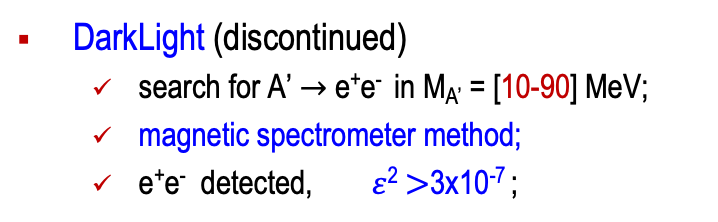 ▪ DarkLight (discontinued)
✓ search for A’ → e⁺e⁻ in M_A’ = [10-90] MeV;
✓ magnetic spectrometer method;
✓ e⁺e⁻ detected, ε² >3x10⁻⁷ ;